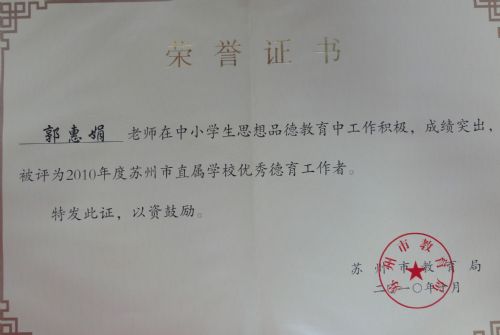 荣誉证书
郭惠娟 老师在中小学生思想品德教育中工作积极，成绩突出，
被评为2010年度苏州市直属学校优秀德育工作者。
特发此证，以资鼓励。
苏州市教育局
二〇一〇年 月
苏州市教育局